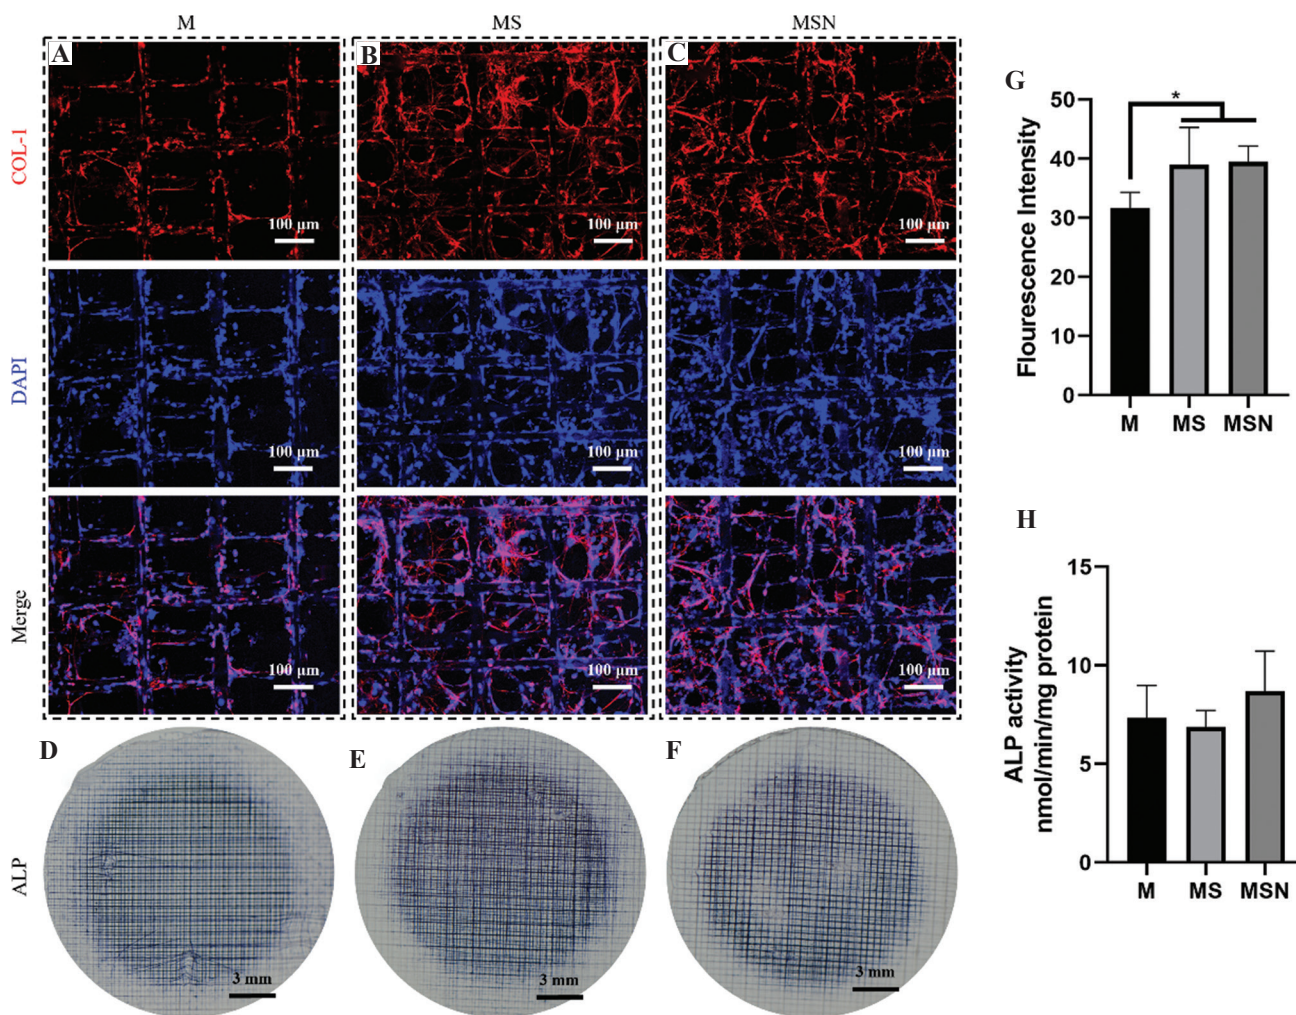 M
MS
MSN
A
B
C
COL-1
100 μm
100 μm
100 μm
DAPI
100 μm
100 μm
100 μm
Merge
100 μm
100 μm
100 μm
D
E
F
ALP
3 mm
3 mm
3 mm
G
Flourescence Intensity
50
40
30
20
10
0
*
M
MS
MSN
H
ALP activity
nmol/min/mg protein
15
10
5
0
M
MS
MSN